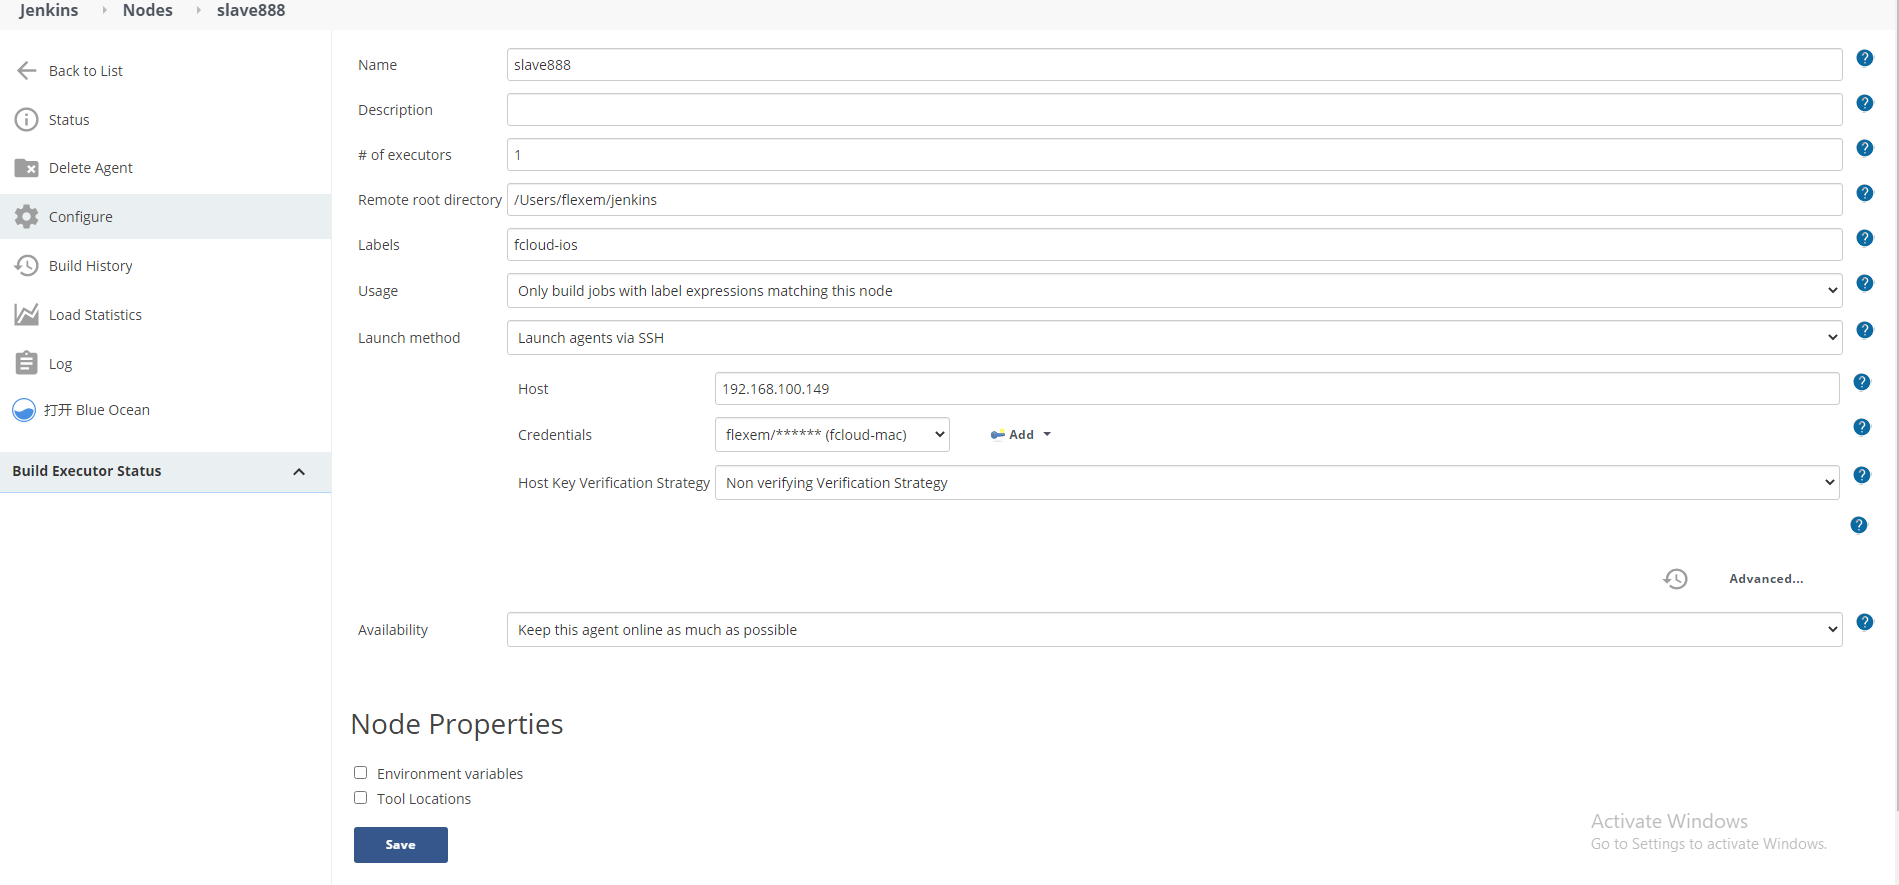 Jenkins Nodes slave888
Back to List
Status
Delete Agent
Configure
Build History
Load Statistics
Log
打开 Blue Ocean
Build Executor Status
Name slave888 ?
Description ?
# of executors 1 ?
Remote root directory /Users/flexem/jenkins ?
Labels fcloud-ios ?
Usage Only build jobs with label expressions matching this node ?
Launch method Launch agents via SSH ?
Host 192.168.100.149 ?
Credentials flexem/****** (fcloud-mac) Add ?
Host Key Verification Strategy Non verifying Verification Strategy ?
?
Advanced...
Availability Keep this agent online as much as possible ?
Node Properties
Environment variables
Tool Locations
Save
Activate Windows
Go to Settings to activate Windows.